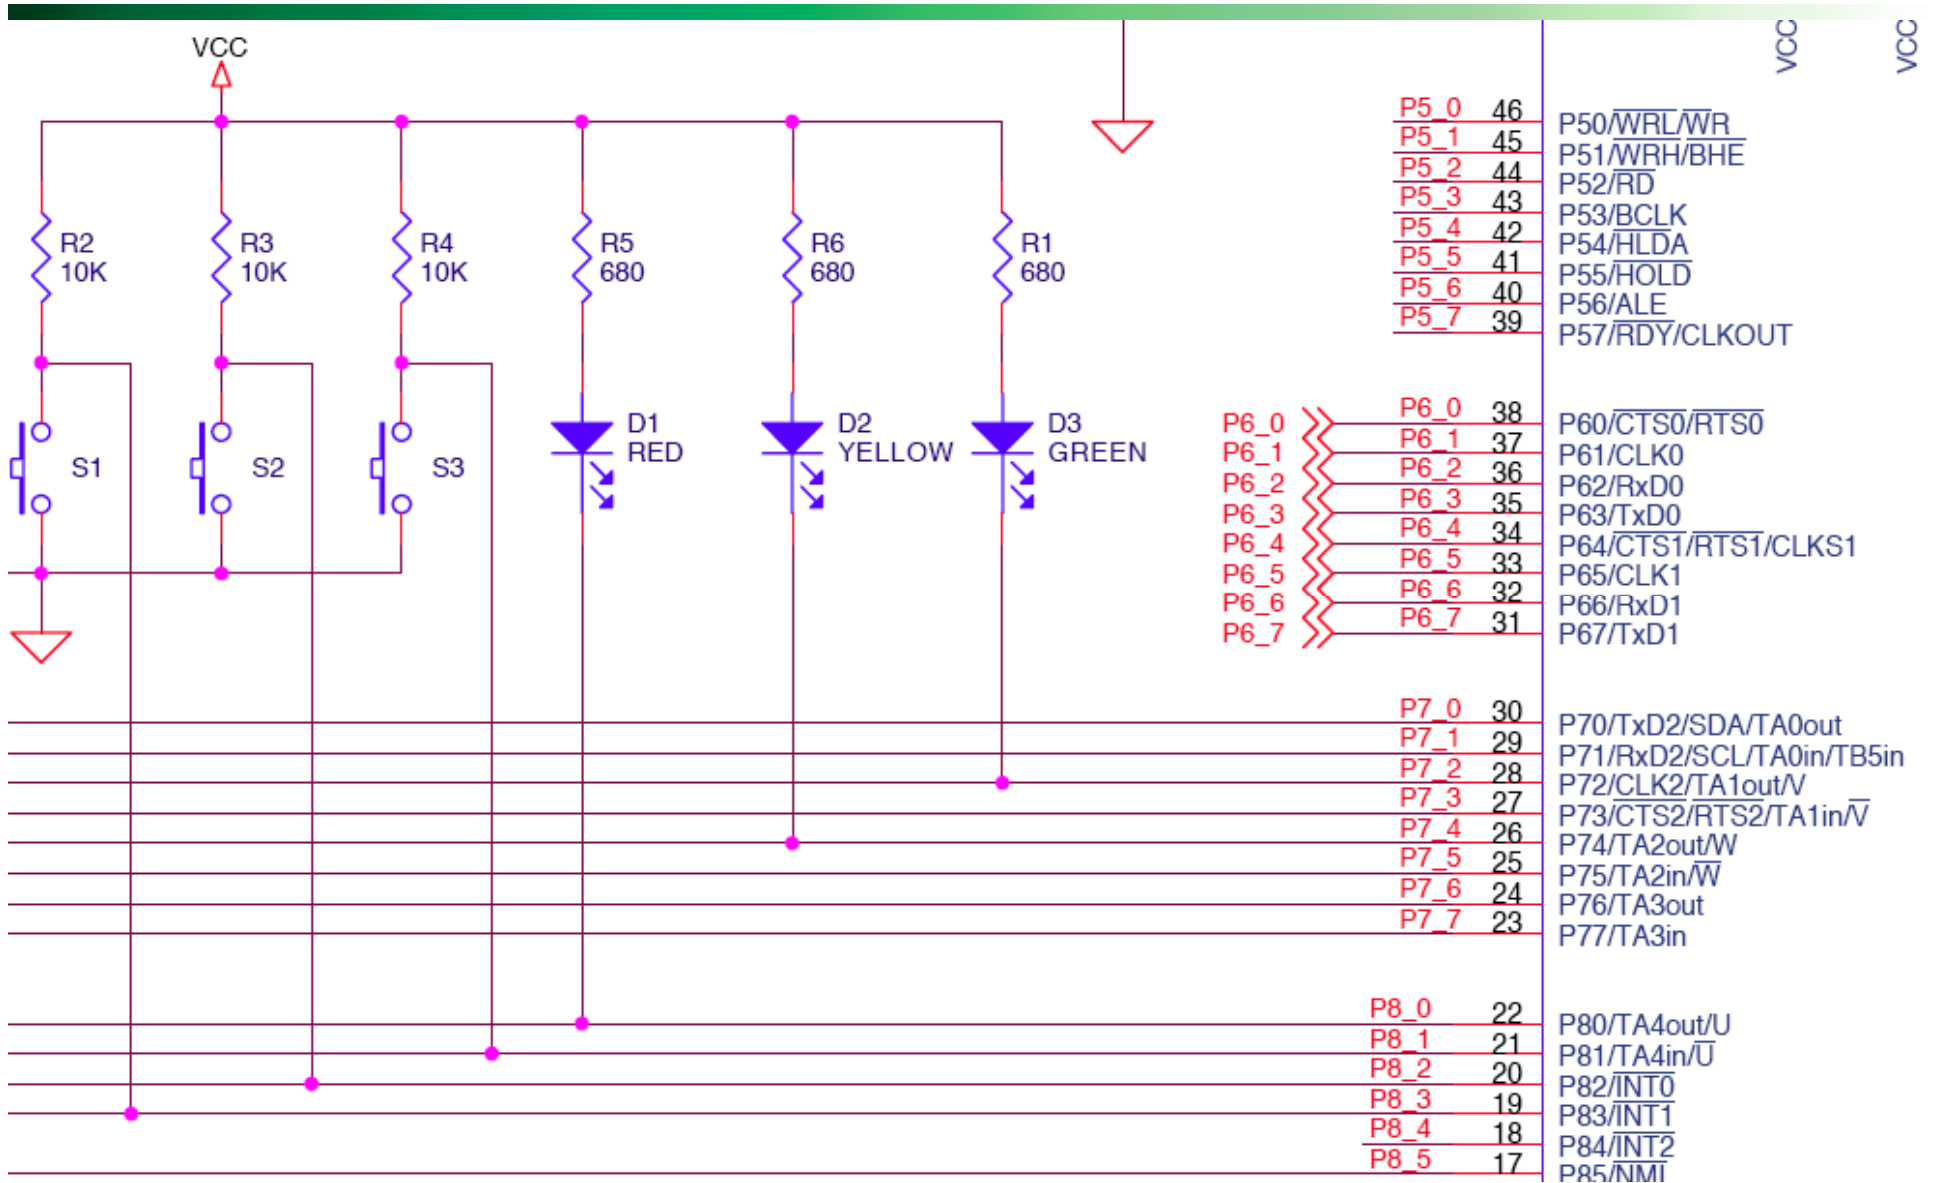 VCC
VCC
VCC
R2
10K
R3
10K
R4
10K
R5
680
R6
680
R1
680
S1
S2
S3
D1
RED
D2
YELLOW
D3
GREEN
P5_0 46 P50/WRL/WR
P5_1 45 P51/WRH/BHE
P5_2 44 P52/RD
P5_3 43 P53/BCLK
P5_4 42 P54/HLDA
P5_5 41 P55/HOLD
P5_6 40 P56/ALE
P5_7 39 P57/RDY/CLKOUT
P6_0 P6_0 38 P60/CTS0/RTS0
P6_1 P6_1 37 P61/CLK0
P6_2 P6_2 36 P62/RxD0
P6_3 P6_3 35 P63/TxD0
P6_4 P6_4 34 P64/CTS1/RTS1/CLKS1
P6_5 P6_5 33 P65/CLK1
P6_6 P6_6 32 P66/RxD1
P6_7 P6_7 31 P67/TxD1
P7_0 30 P70/TxD2/SDA/TA0out
P7_1 29 P71/RxD2/SCL/TA0in/TB5in
P7_2 28 P72/CLK2/TA1out/V
P7_3 27 P73/CTS2/RTS2/TA1in/V
P7_4 26 P74/TA2out/W
P7_5 25 P75/TA2in/W
P7_6 24 P76/TA3out
P7_7 23 P77/TA3in
P8_0 22 P80/TA4out/U
P8_1 21 P81/TA4in/U
P8_2 20 P82/INT0
P8_3 19 P83/INT1
P8_4 18 P84/INT2
P8_5 17 P85/NMI